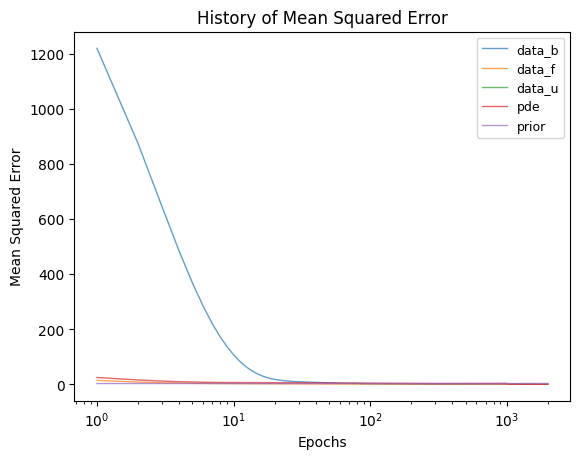 History of Mean Squared Error
1200
1000
800
600
400
200
0
Mean Squared Error
data_b
data_f
data_u
pde
prior
10^0 10^1 10^2 10^3
Epochs